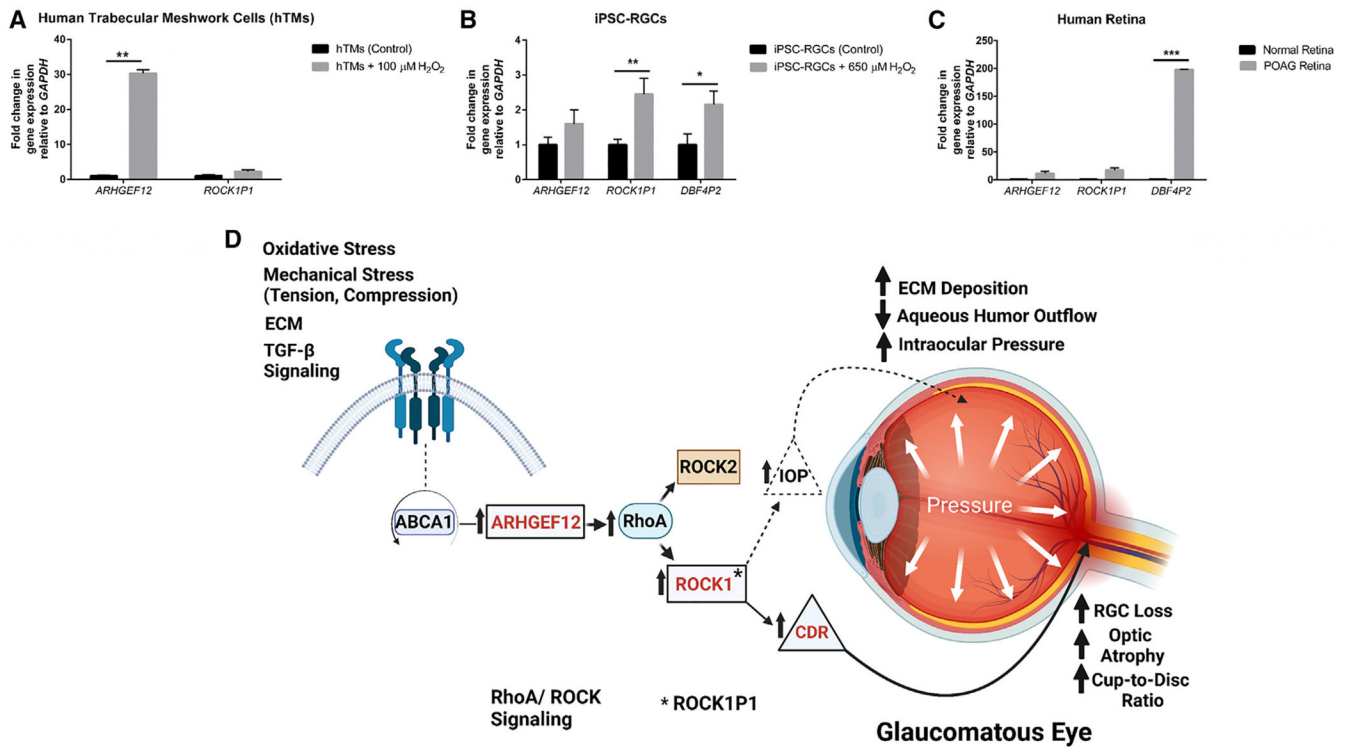 A
Human Trabecular Meshwork Cells (hTMs)
Fold change in
gene expression
relative to GAPDH
40
30
20
10
0
**
ARHGEF12
ROCK1P1
hTMs (Control)
hTMs + 100 μM H₂O₂
B
iPSC-RGCs
Fold change in
gene expression
relative to GAPDH
4
3
2
1
0
**
*
ARHGEF12
ROCK1P1
DBF4P2
iPSC-RGCs (Control)
iPSC-RGCs + 650 μM H₂O₂
C
Human Retina
Fold change in
gene expression
relative to GAPDH
250
200
150
100
50
0
***
ARHGEF12
ROCK1P1
DBF4P2
Normal Retina
POAG Retina
D
Oxidative Stress
Mechanical Stress
(Tension, Compression)
ECM
TGF-β
Signaling
ECM Deposition
Aqueous Humor Outflow
Intraocular Pressure
ABCA1
ARHGEF12
RhoA
ROCK2
ROCK1*
IOP
CDR
Pressure
RGC Loss
Optic
Atrophy
Cup-to-Disc
Ratio
RhoA/ ROCK
Signaling
* ROCK1P1
Glaucomatous Eye